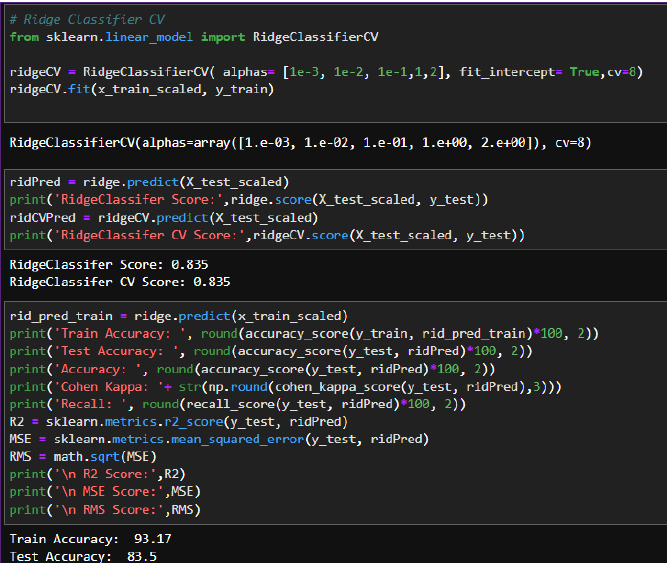 # Ridge Classifier CV
from sklearn.linear_model import RidgeClassifierCV
ridgeCV = RidgeClassifierCV( alphas= [1e-3, 1e-2, 1e-1,1,2], fit_intercept= True,cv=8)
ridgeCV.fit(x_train_scaled, y_train)
RidgeClassifierCV(alphas=array([1.e-03, 1.e-02, 1.e-01, 1.e+00, 2.e+00]), cv=8)
ridPred = ridge.predict(X_test_scaled)
print('RidgeClassifer Score:',ridge.score(X_test_scaled, y_test))
ridCVPred = ridgeCV.predict(X_test_scaled)
print('RidgeClassifer CV Score:',ridgeCV.score(X_test_scaled, y_test))
RidgeClassifer Score: 0.835
RidgeClassifer CV Score: 0.835
rid_pred_train = ridge.predict(x_train_scaled)
print('Train Accuracy: ', round(accuracy_score(y_train, rid_pred_train)*100, 2))
print('Test Accuracy: ', round(accuracy_score(y_test, ridPred)*100, 2))
print('Accuracy: ', round(accuracy_score(y_test, ridPred)*100, 2))
print('Cohen Kappa: '+ str(np.round(cohen_kappa_score(y_test, ridPred),3)))
print('Recall: ', round(recall_score(y_test, ridPred)*100, 2))
R2 = sklearn.metrics.r2_score(y_test, ridPred)
MSE = sklearn.metrics.mean_squared_error(y_test, ridPred)
RMS = math.sqrt(MSE)
print('\n R2 Score:',R2)
print('\n MSE Score:',MSE)
print('\n RMS Score:',RMS)
Train Accuracy:  93.17
Test Accuracy:  83.5